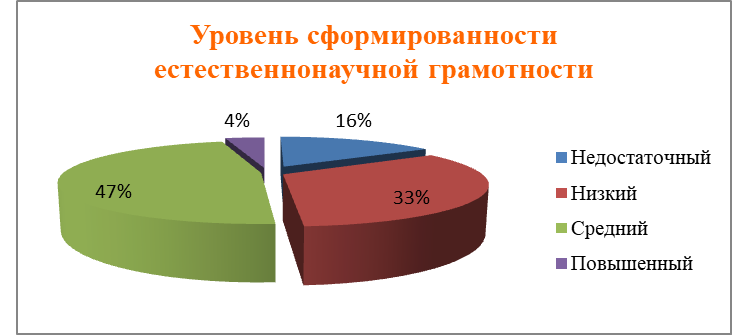 Уровень сформированности
естественнонаучной грамотности
4%
16%
47%
33%
Недостаточный
Низкий
Средний
Повышенный